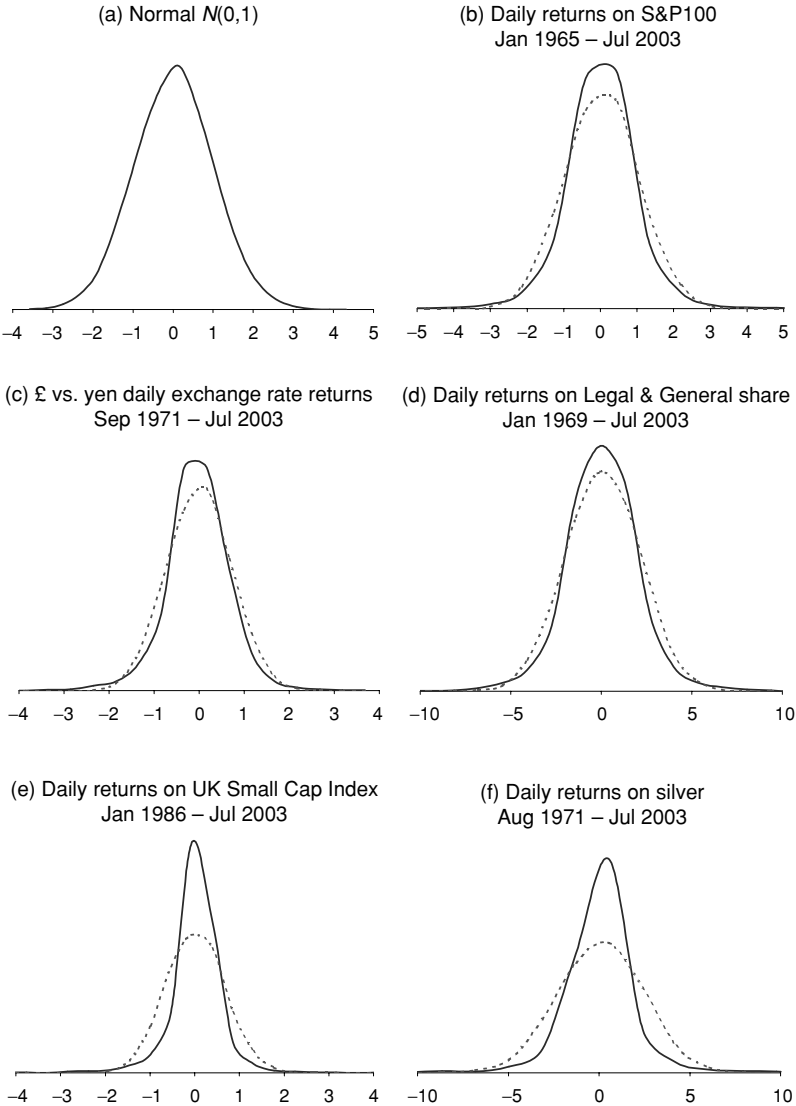 (a) Normal N(0,1)
−4 −3 −2 −1 0 1 2 3 4 5
(b) Daily returns on S&P100
Jan 1965 – Jul 2003
−5 −4 −3 −2 −1 0 1 2 3 4 5
(c) £ vs. yen daily exchange rate returns
Sep 1971 – Jul 2003
−4 −3 −2 −1 0 1 2 3 4
(d) Daily returns on Legal & General share
Jan 1969 – Jul 2003
−10 −5 0 5 10
(e) Daily returns on UK Small Cap Index
Jan 1986 – Jul 2003
−4 −3 −2 −1 0 1 2 3 4
(f) Daily returns on silver
Aug 1971 – Jul 2003
−10 −5 0 5 10